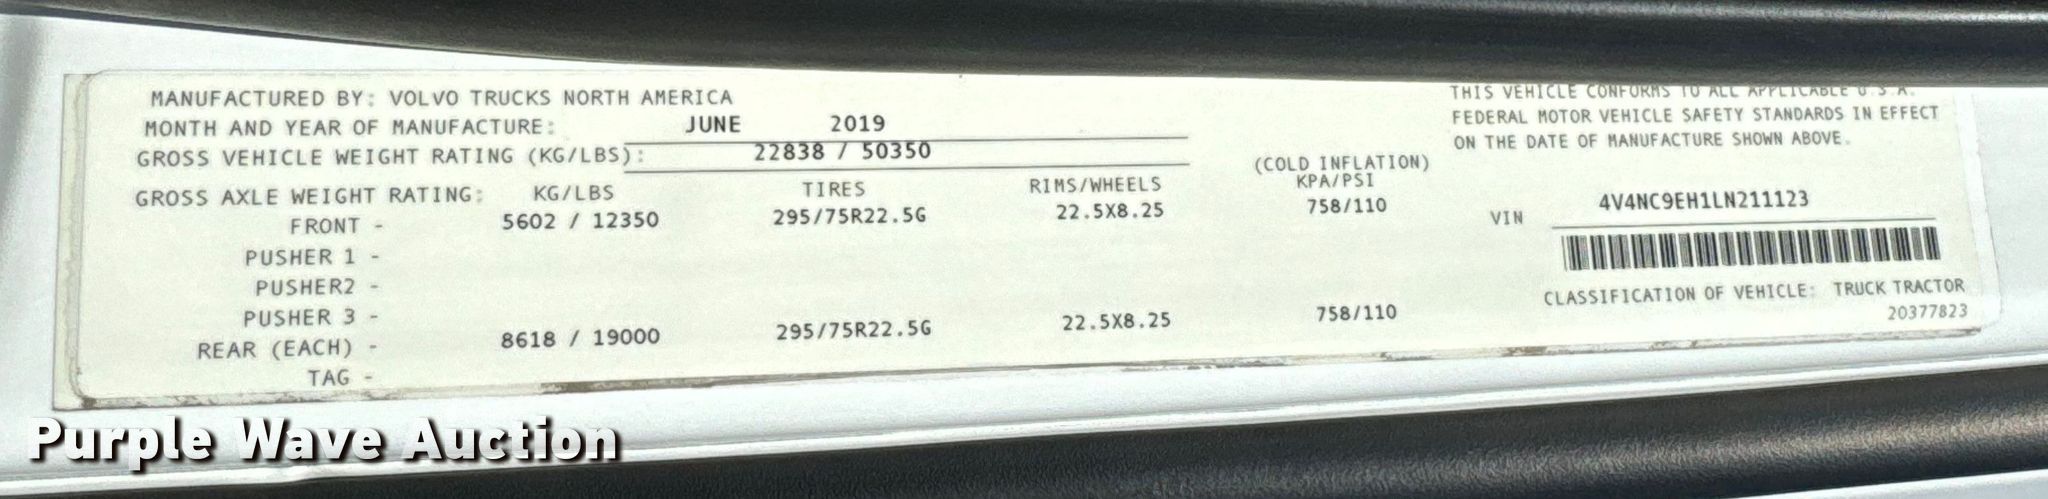 MANUFACTURED BY: VOLVO TRUCKS NORTH AMERICA
MONTH AND YEAR OF MANUFACTURE: JUNE 2019
GROSS VEHICLE WEIGHT RATING (KG/LBS): 22838 / 50350
GROSS AXLE WEIGHT RATING: KG/LBS TIRES RIMS/WHEELS (COLD INFLATION) KPA/PSI
FRONT - 5602 / 12350 295/75R22.5G 22.5X8.25 758/110
PUSHER 1 -
PUSHER2 -
PUSHER 3 -
REAR (EACH) - 8618 / 19000 295/75R22.5G 22.5X8.25 758/110
TAG -
THIS VEHICLE CONFORMS TO ALL APPLICABLE U.S.A.
FEDERAL MOTOR VEHICLE SAFETY STANDARDS IN EFFECT
ON THE DATE OF MANUFACTURE SHOWN ABOVE.
VIN 4V4NC9EH1LN211123
CLASSIFICATION OF VEHICLE: TRUCK TRACTOR
20377823
Purple Wave Auction